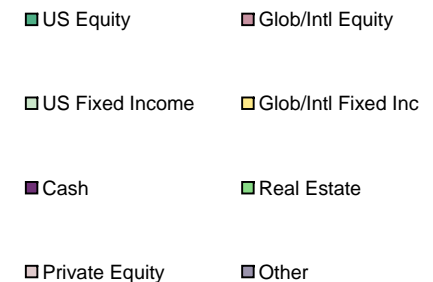 US Equity Glob/Intl Equity
US Fixed Income Glob/Intl Fixed Inc
Cash Real Estate
Private Equity Other